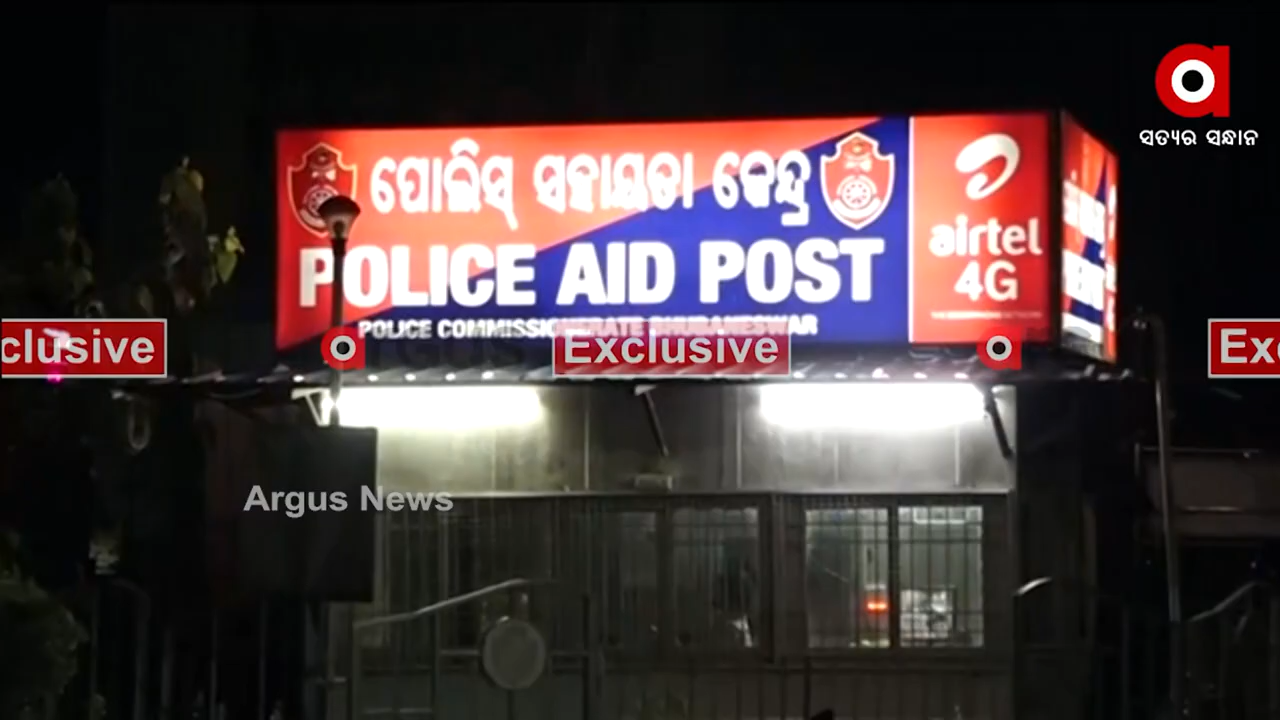 ସତ୍ୟର ସନ୍ଧାନ
ପୋଲିସ୍ ସହାୟତା କେନ୍ଦ୍ର
POLICE AID POST
POLICE COMMISSIONERATE BHUBANESWAR
airtel
4G
clusive
Exclusive
Exc
Argus News